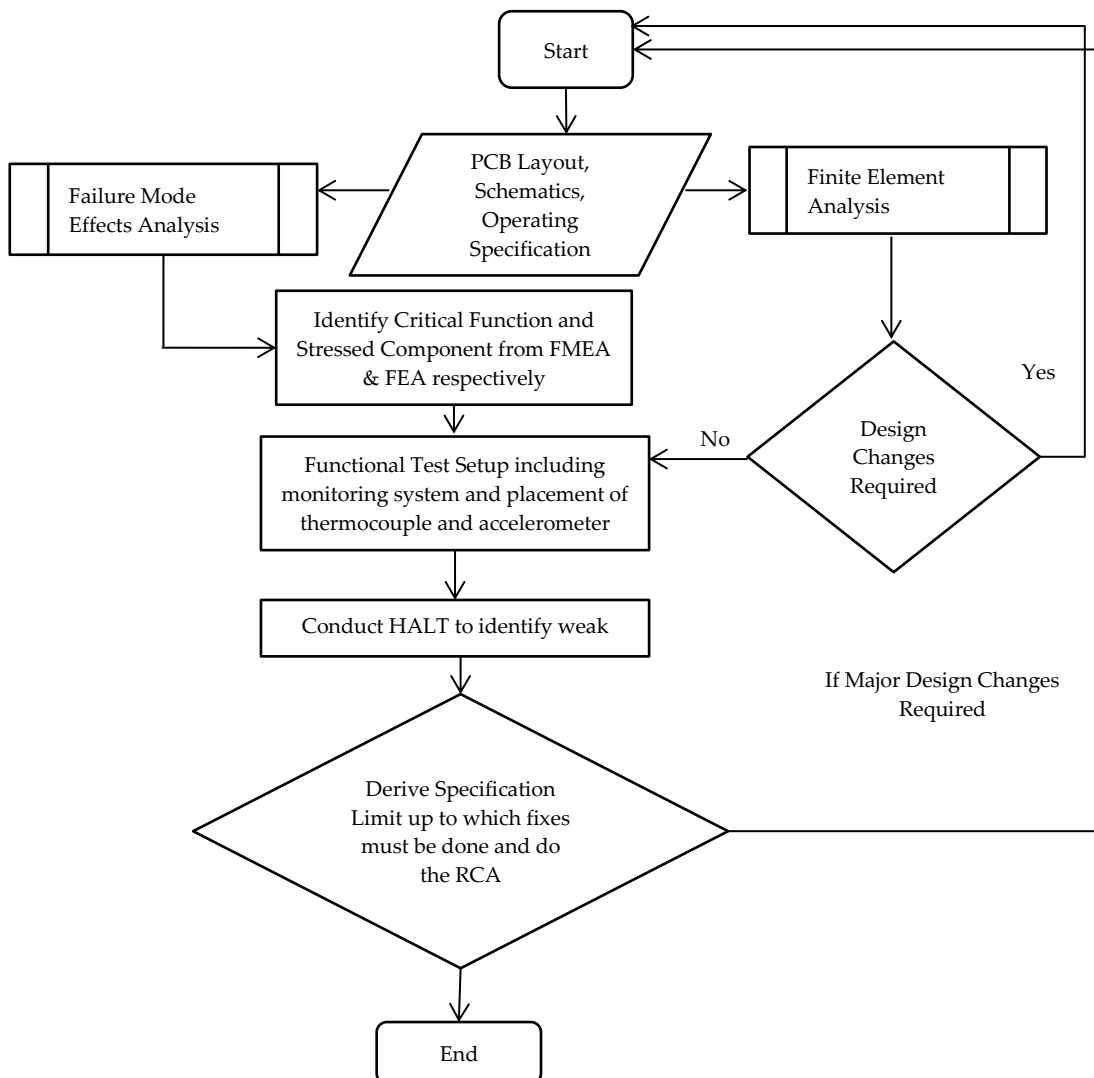 Start
PCB Layout,
Schematics,
Operating
Specification
Failure Mode
Effects Analysis
Finite Element
Analysis
Identify Critical Function and
Stressed Component from FMEA
& FEA respectively
Yes
No
Design
Changes
Required
Functional Test Setup including
monitoring system and placement of
thermocouple and accelerometer
Conduct HALT to identify weak
If Major Design Changes
Required
Derive Specification
Limit up to which fixes
must be done and do
the RCA
End